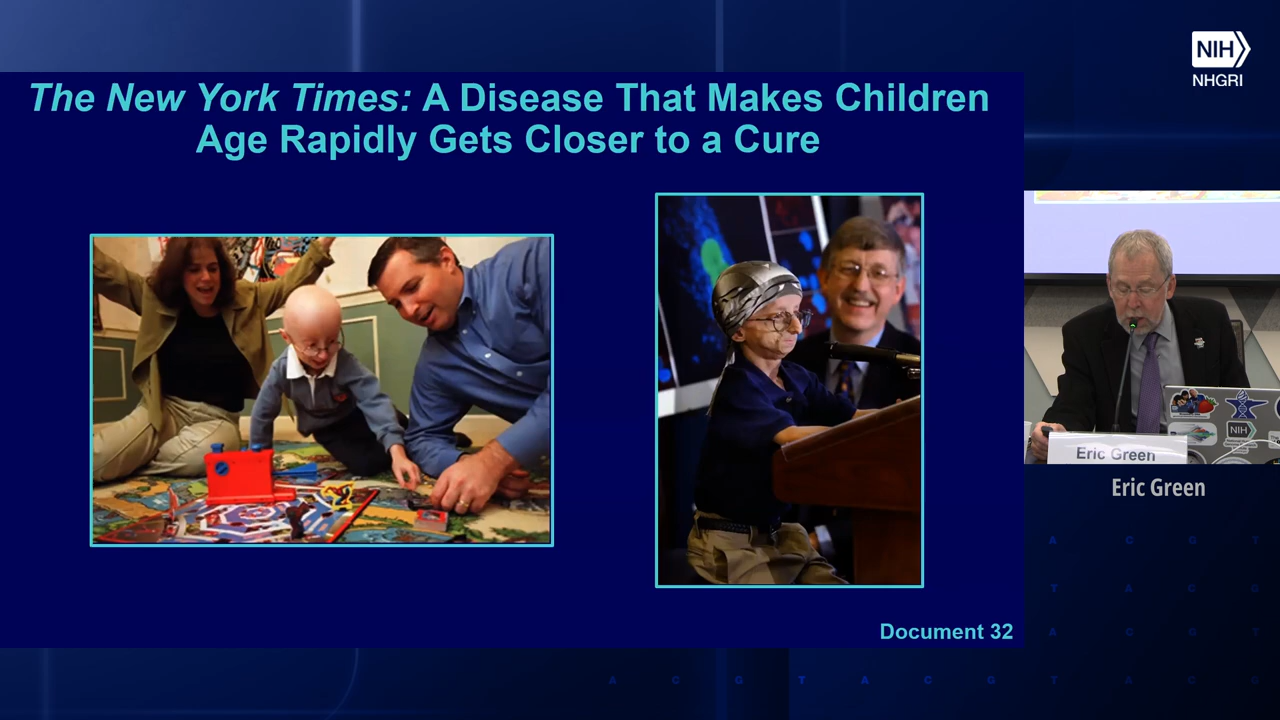 NIH
NHGRI
The New York Times: A Disease That Makes Children
Age Rapidly Gets Closer to a Cure
Eric Green
NIH
Eric Green
Document 32
A C G T
T A C G
A C G T
A C G T A C G T A C G